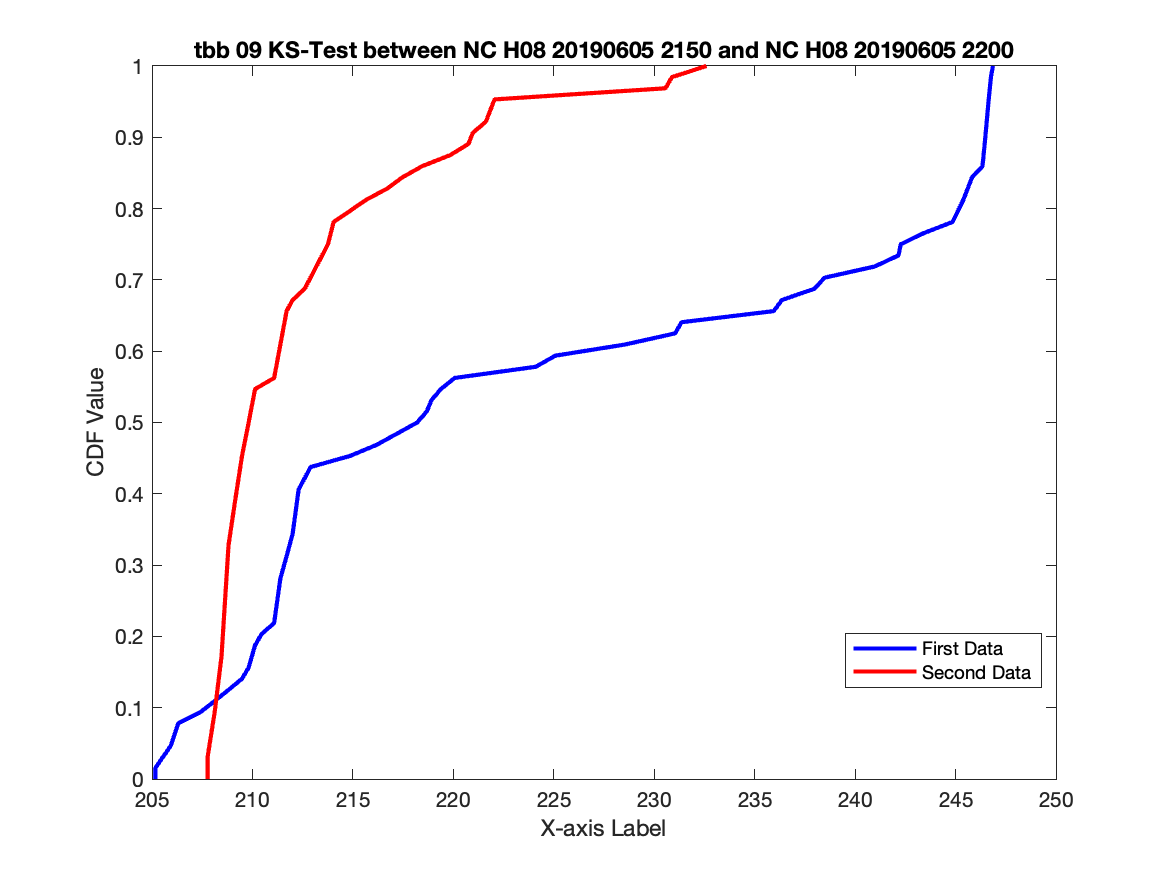 tbb 09 KS-Test between NC H08 20190605 2150 and NC H08 20190605 2200
1
0.9
0.8
0.7
0.6
0.5
0.4
0.3
0.2
0.1
0
CDF Value
First Data
Second Data
205 210 215 220 225 230 235 240 245 250
X-axis Label